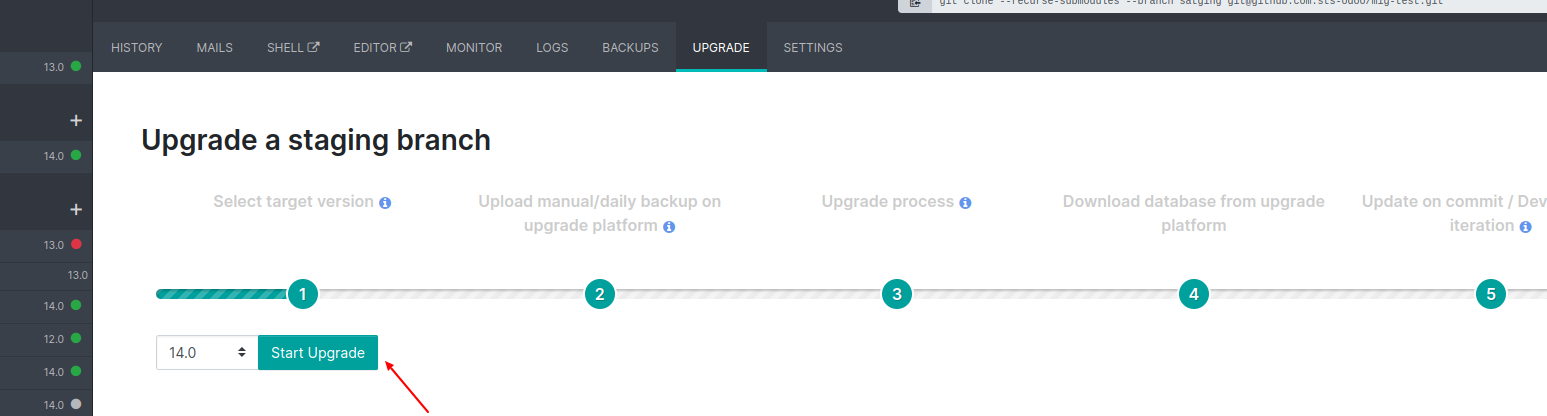 git clone --recurse-submodules --branch satging git@github.com:sts-odoo/mig-test.git
HISTORY
MAILS
SHELL
EDITOR
MONITOR
LOGS
BACKUPS
UPGRADE
SETTINGS
13.0
+
14.0
+
13.0
13.0
14.0
12.0
14.0
14.0
Upgrade a staging branch
Select target version
Upload manual/daily backup on
upgrade platform
Upgrade process
Download database from upgrade
platform
Update on commit / Dev
iteration
1
2
3
4
5
14.0
Start Upgrade